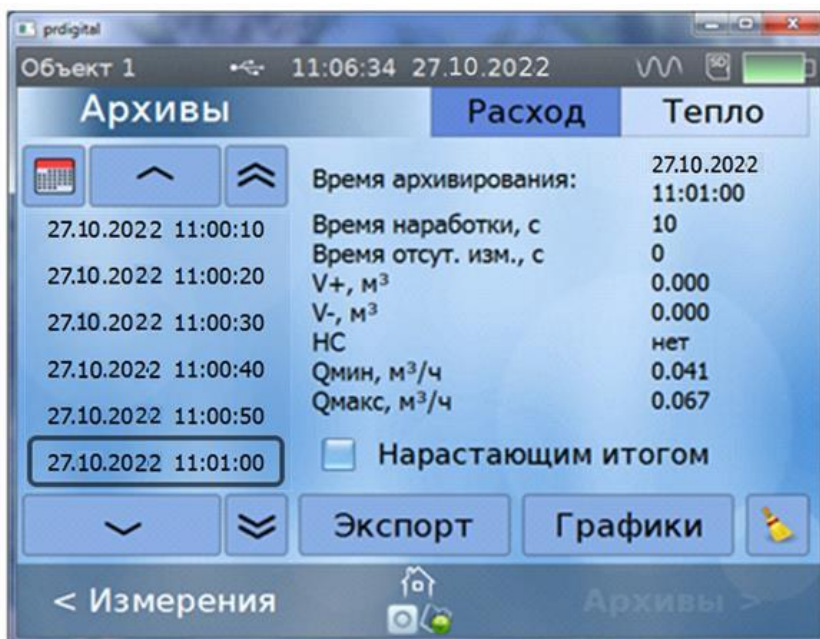 prdigital
Объект 1 11:06:34 27.10.2022 SD
Архивы Расход Тепло
27.10.2022 11:00:10
27.10.2022 11:00:20
27.10.2022 11:00:30
27.10.2022 11:00:40
27.10.2022 11:00:50
27.10.2022 11:01:00
Время архивирования: 27.10.2022 11:01:00
Время наработки, с 10
Время отсут. изм., с 0
V+, м³ 0.000
V-, м³ 0.000
НС нет
Qмин, м³/ч 0.041
Qмакс, м³/ч 0.067
Нарастающим итогом
Экспорт Графики
< Измерения Архивы >